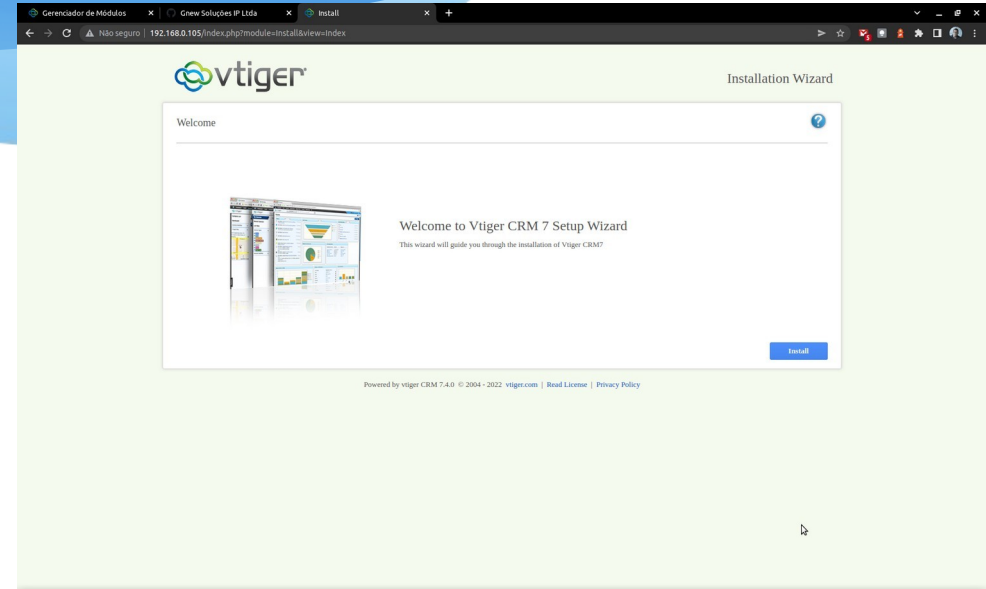 Gerenciador de Módulos
Gnew Soluções IP Ltda
Install
Não seguro | 192.168.0.105/index.php?module=Install&view=Index
vtiger
Installation Wizard
Welcome
?
Welcome to Vtiger CRM 7 Setup Wizard
This wizard will guide you through the installation of Vtiger CRM7
Install
Powered by vtiger CRM 7.4.0 © 2004 - 2022 vtiger.com | Read License | Privacy Policy